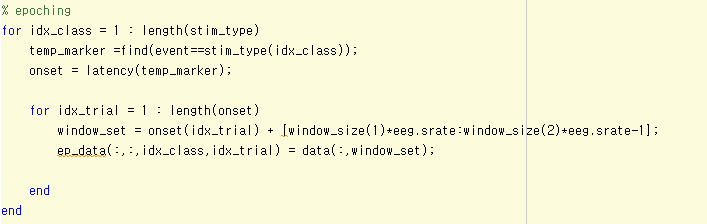 % epoching
for idx_class = 1 : length(stim_type)
temp_marker =find(event==stim_type(idx_class));
onset = latency(temp_marker);
for idx_trial = 1 : length(onset)
window_set = onset(idx_trial) + [window_size(1)*eeg.srate:window_size(2)*eeg.srate-1];
ep_data(:,:,idx_class,idx_trial) = data(:,window_set);
end
end